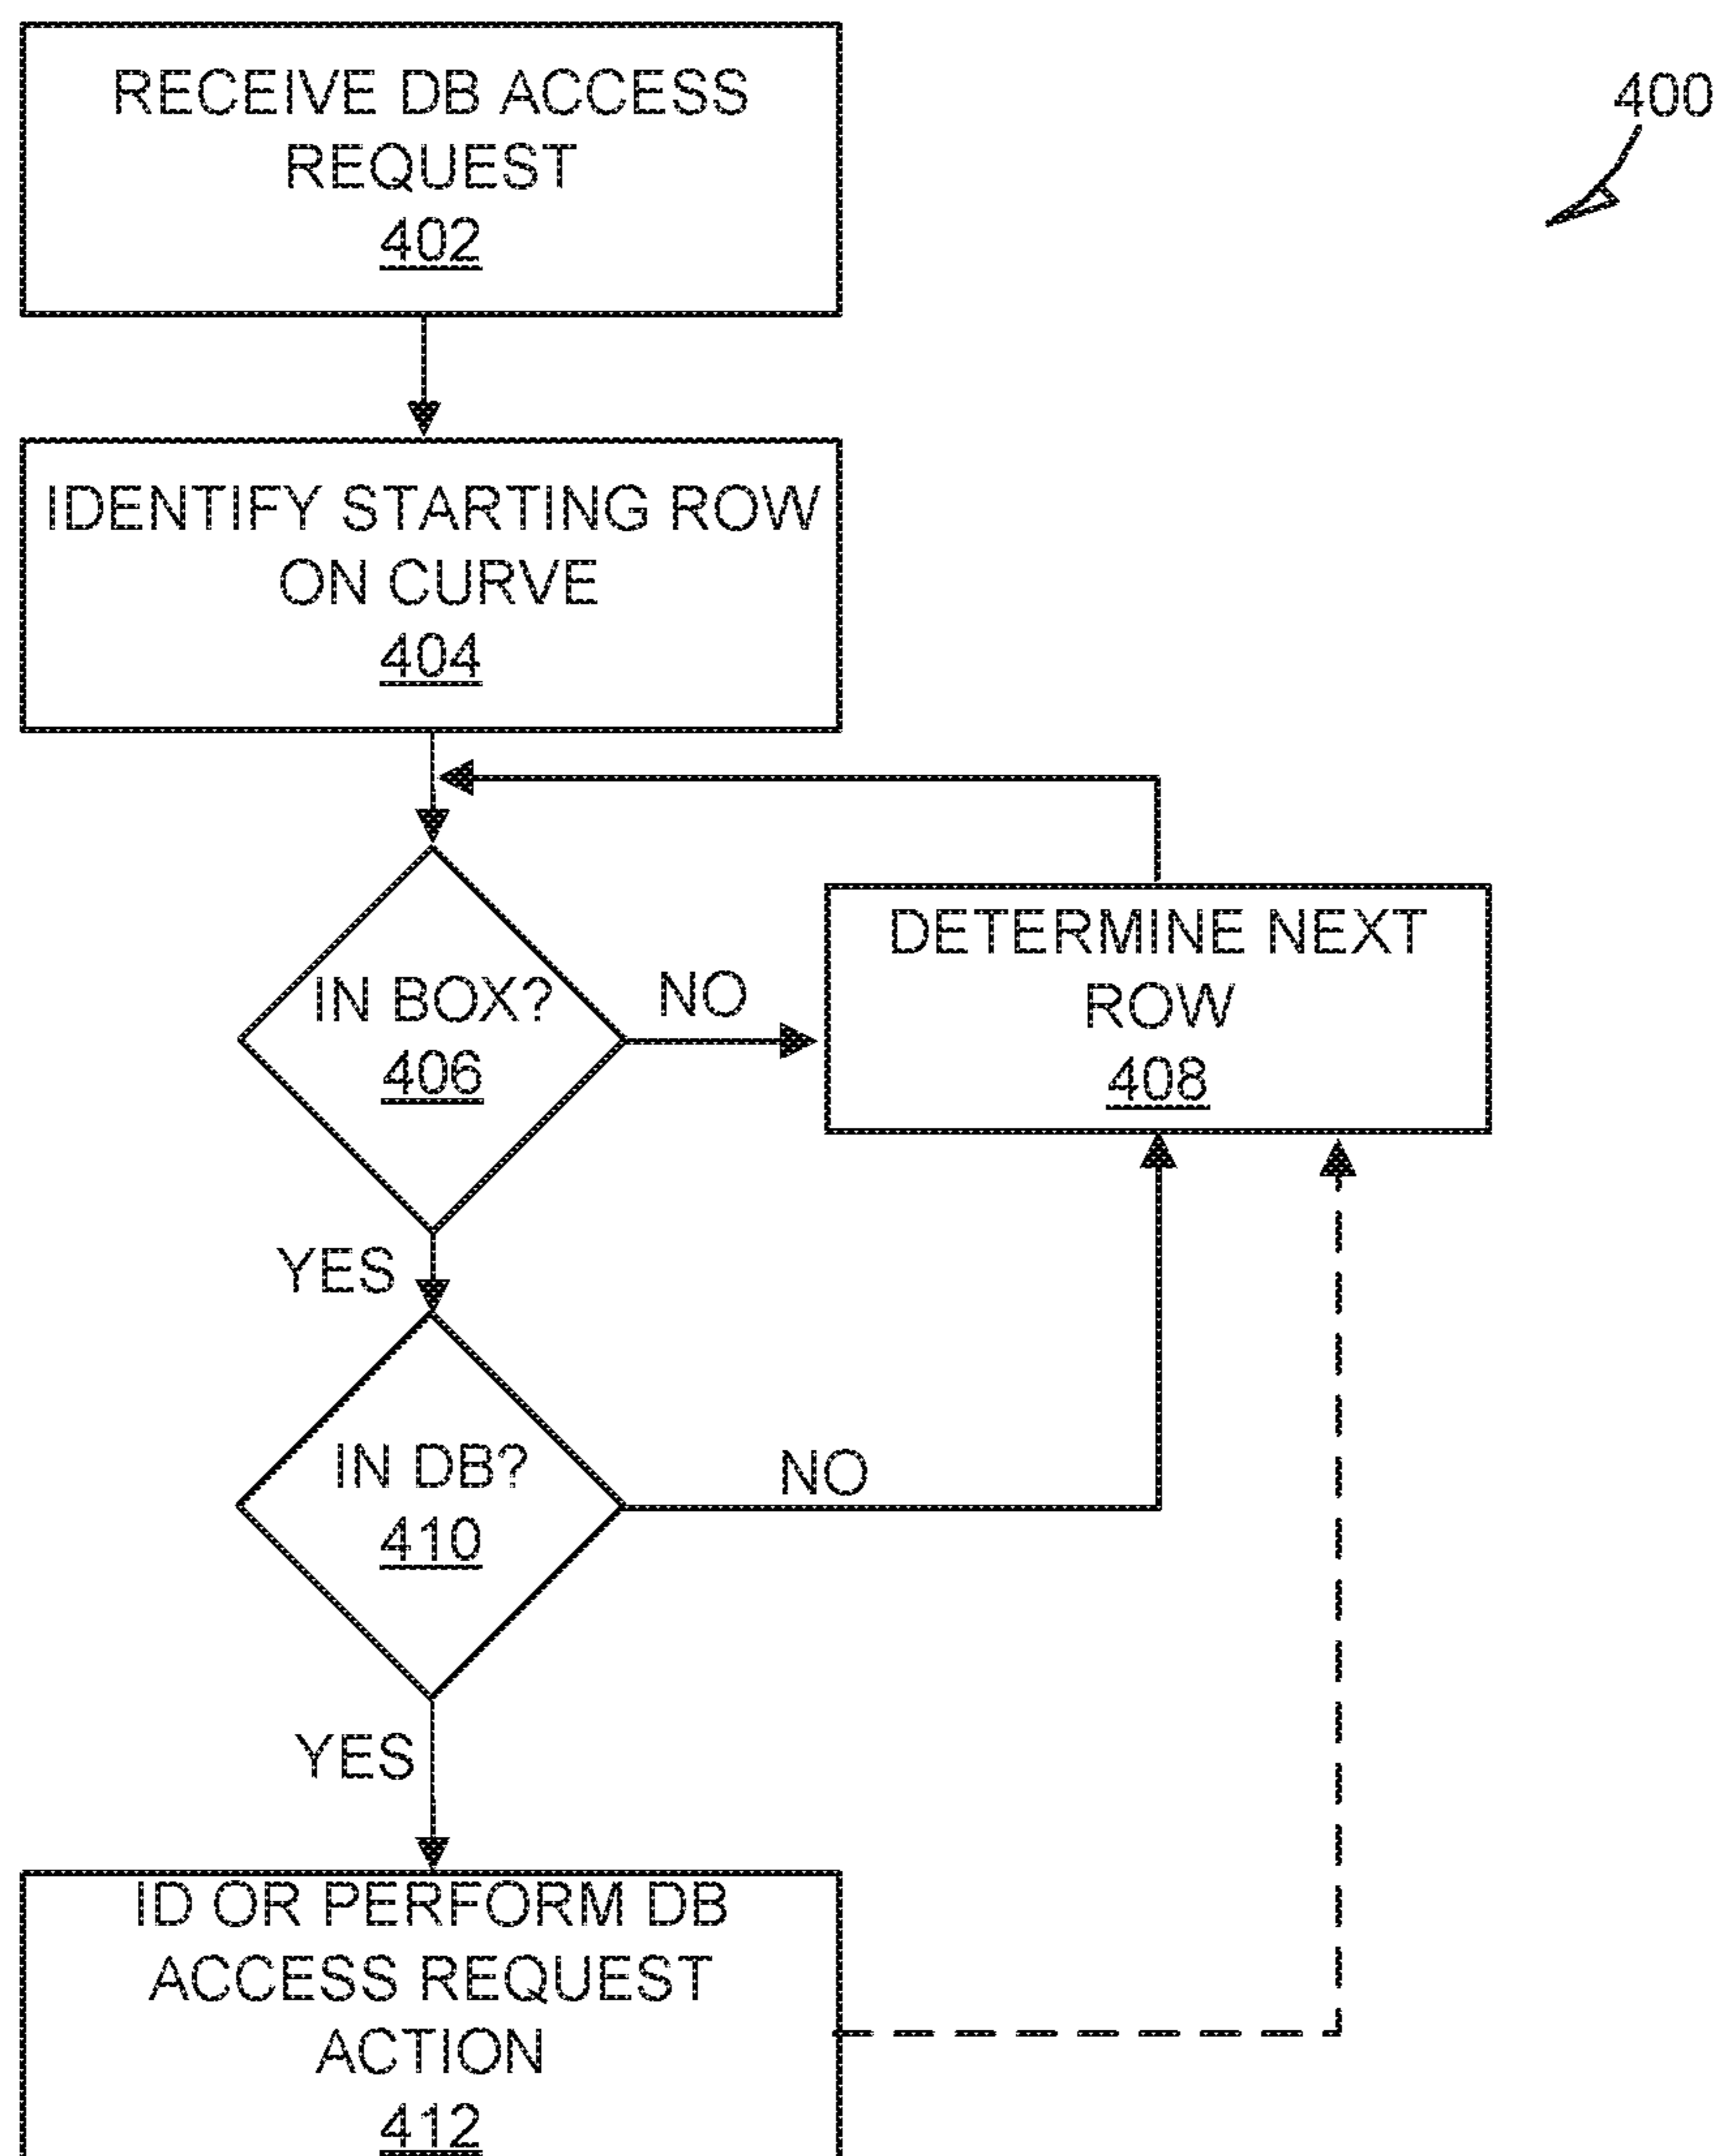 RECEIVE DB ACCESS
REQUEST
402
400
IDENTIFY STARTING ROW
ON CURVE
404
IN BOX?
406
NO
DETERMINE NEXT
ROW
408
YES
IN DB?
410
NO
YES
ID OR PERFORM DB
ACCESS REQUEST
ACTION
412